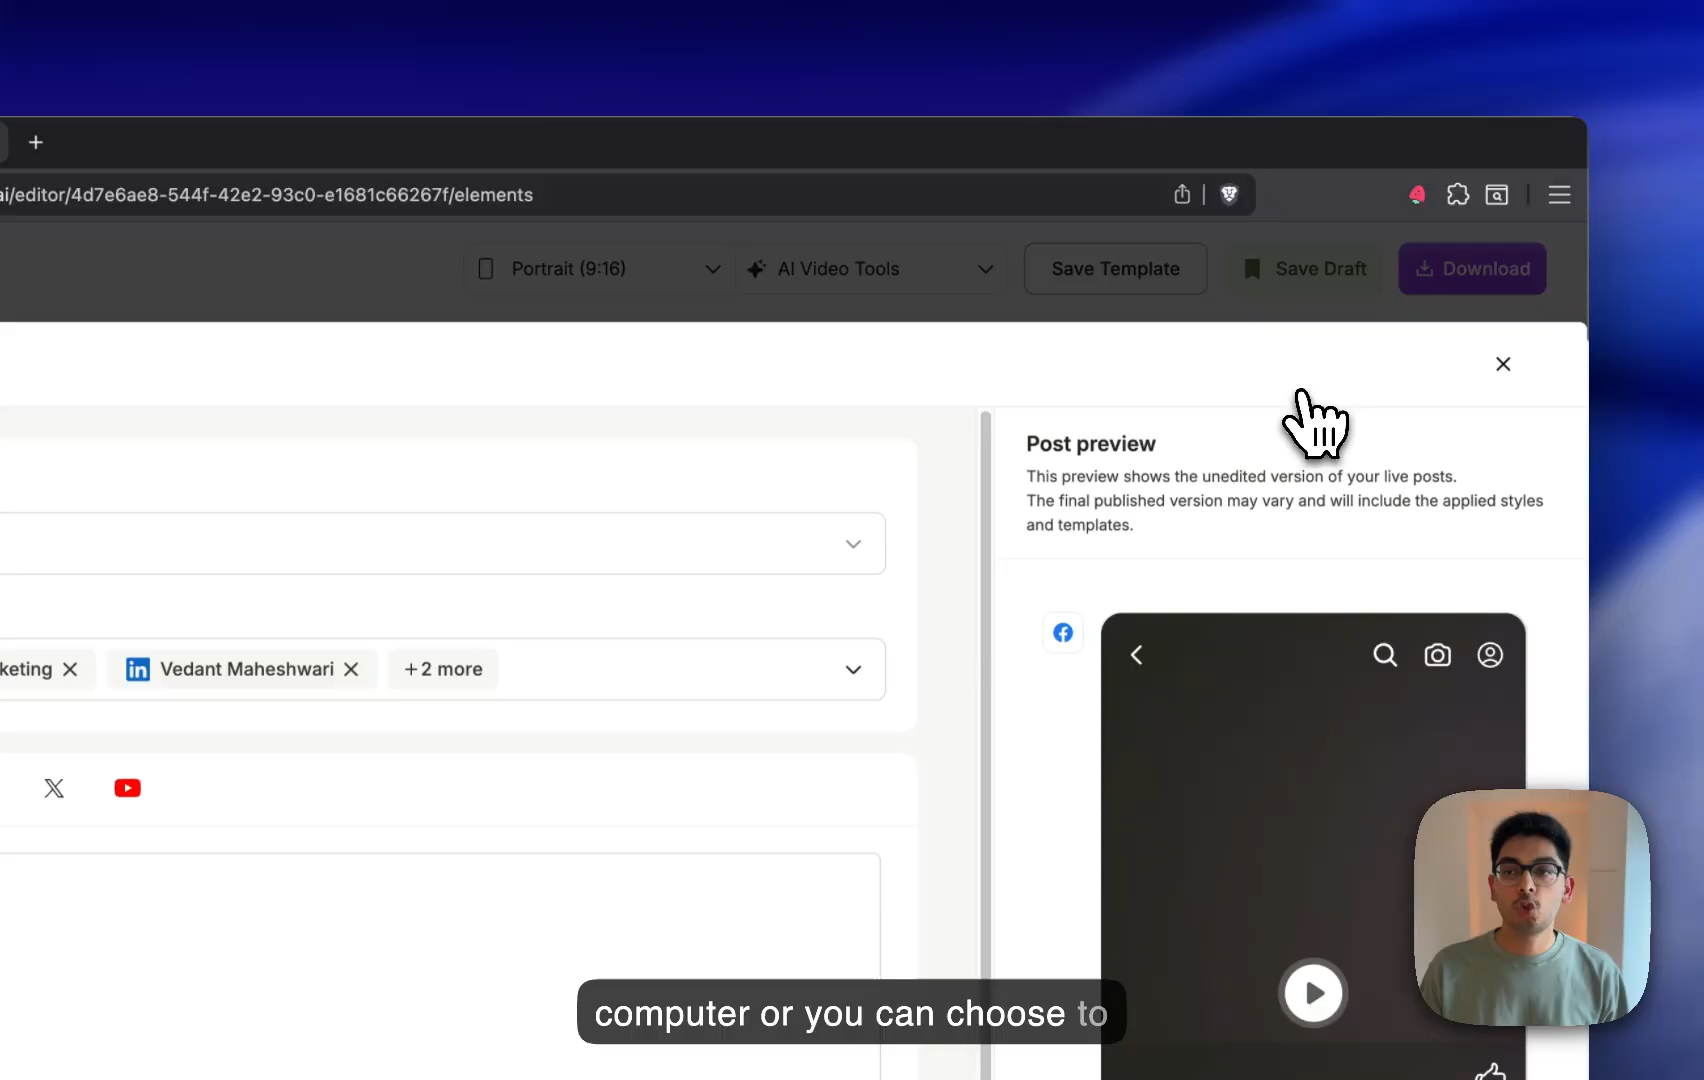 ai/editor/4d7e6ae8-544f-42e2-93c0-e1681c66267f/elements
Portrait (9:16)
AI Video Tools
Save Template
Save Draft
Download
Post preview
This preview shows the unedited version of your live posts.
The final published version may vary and will include the applied styles
and templates.
keting
Vedant Maheshwari
+2 more
computer or you can choose to